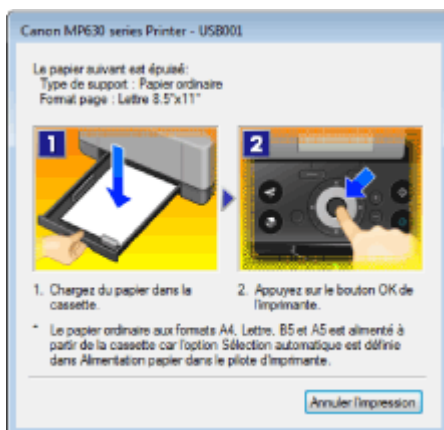 Canon MP630 series Printer - USB001
Le papier suivant est épuisé:
Type de support : Papier ordinaire
Format page : Lettre 8.5"x11"
1
2
1. Chargez du papier dans la
cassette.
2. Appuyez sur le bouton OK de
l'imprimante.
* Le papier ordinaire aux formats A4, Lettre, B5 et A5 est alimenté à
partir de la cassette car l'option Sélection automatique est définie
dans Alimentation papier dans le pilote d'imprimante.
Annuler l'impression